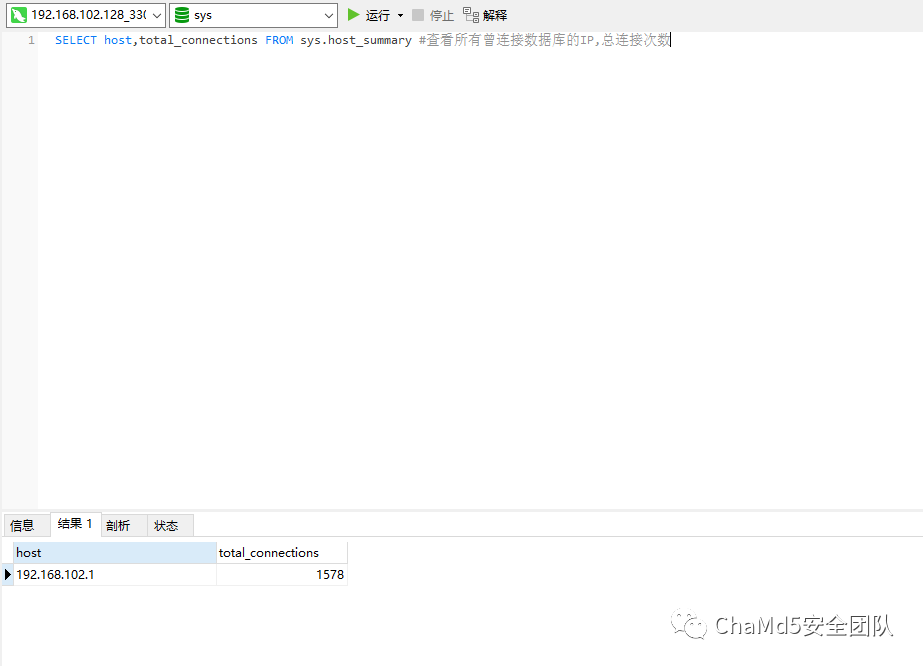 192.168.102.128_330 sys 运行 停止 解释
1 SELECT host,total_connections FROM sys.host_summary #查看所有曾连接数据库的IP,总连接次数
信息 结果 1 剖析 状态
host total_connections
192.168.102.1 1578
ChaMd5安全团队